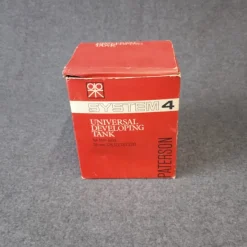 SYSTEM 4
UNIVERSAL
DEVELOPING
TANK
PATERSON